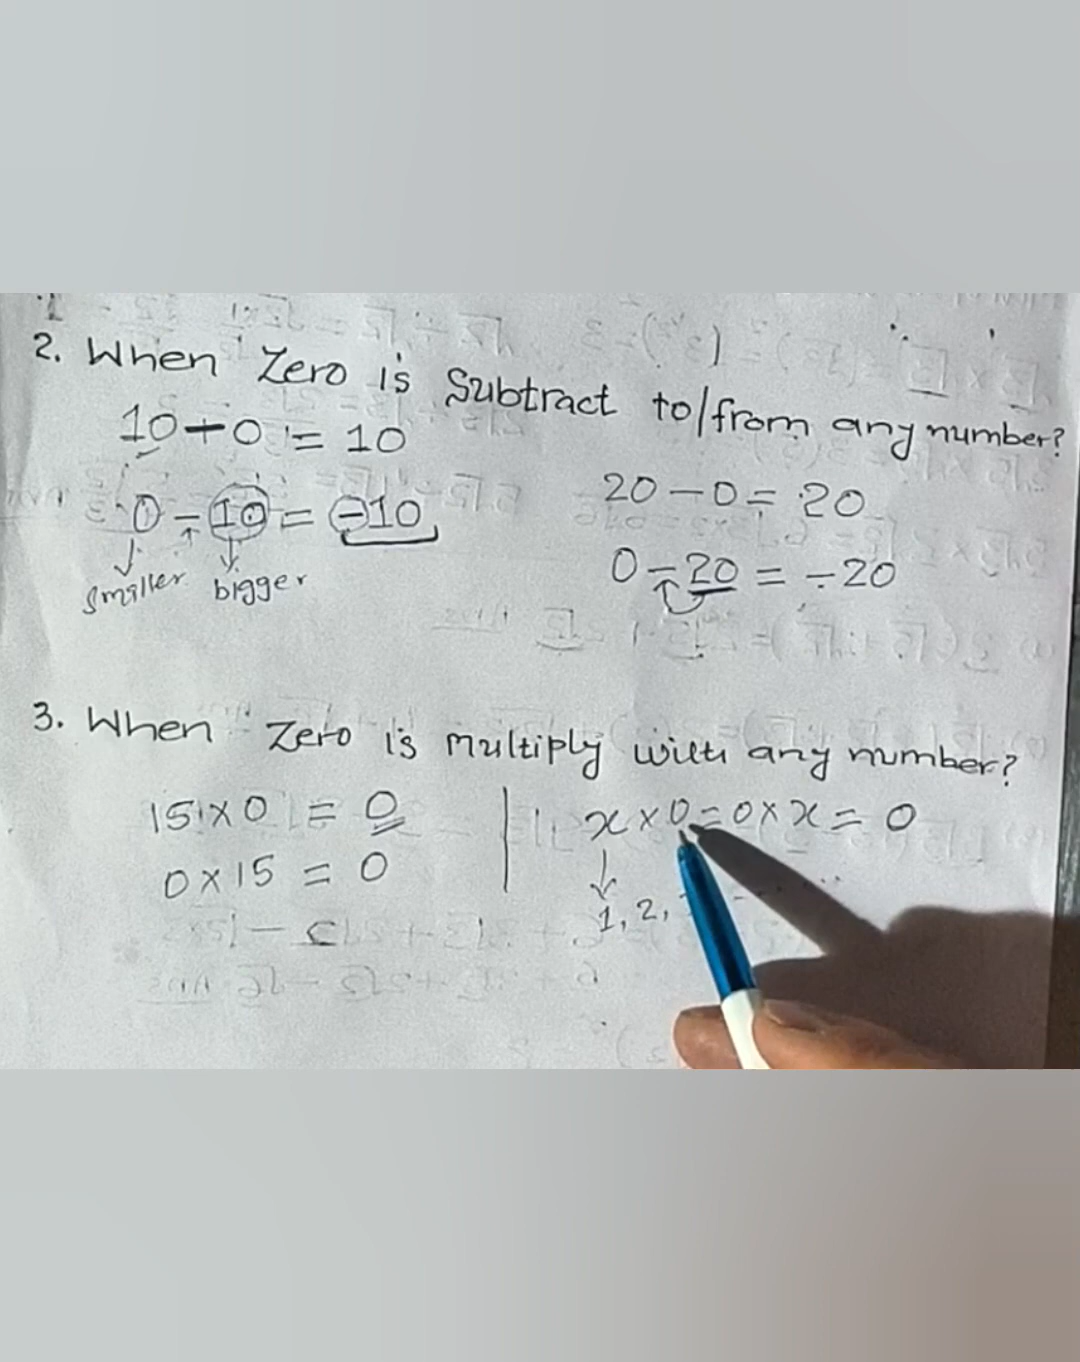 2. When Zero is Subtract to/from any number?
10-0 = 10
0-10 = -10
smaller bigger
20-0 = 20
0-20 = -20
3. When Zero is Multiply with any number?
15×0 = 0
0×15 = 0
x×0=0×x=0
1, 2,